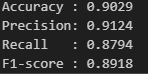 Accuracy : 0.9029
Precision: 0.9124
Recall   : 0.8794
F1-score : 0.8918